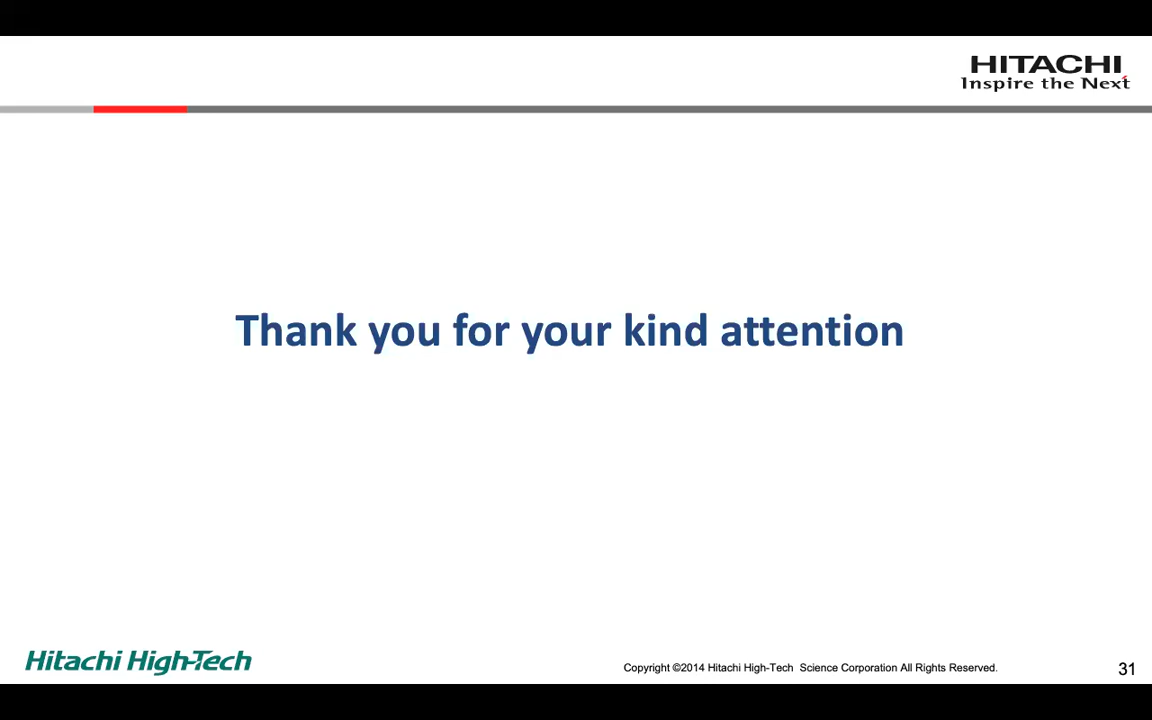 HITACHI
Inspire the Next
Thank you for your kind attention
Hitachi High-Tech
Copyright ©2014 Hitachi High-Tech Science Corporation All Rights Reserved.
31